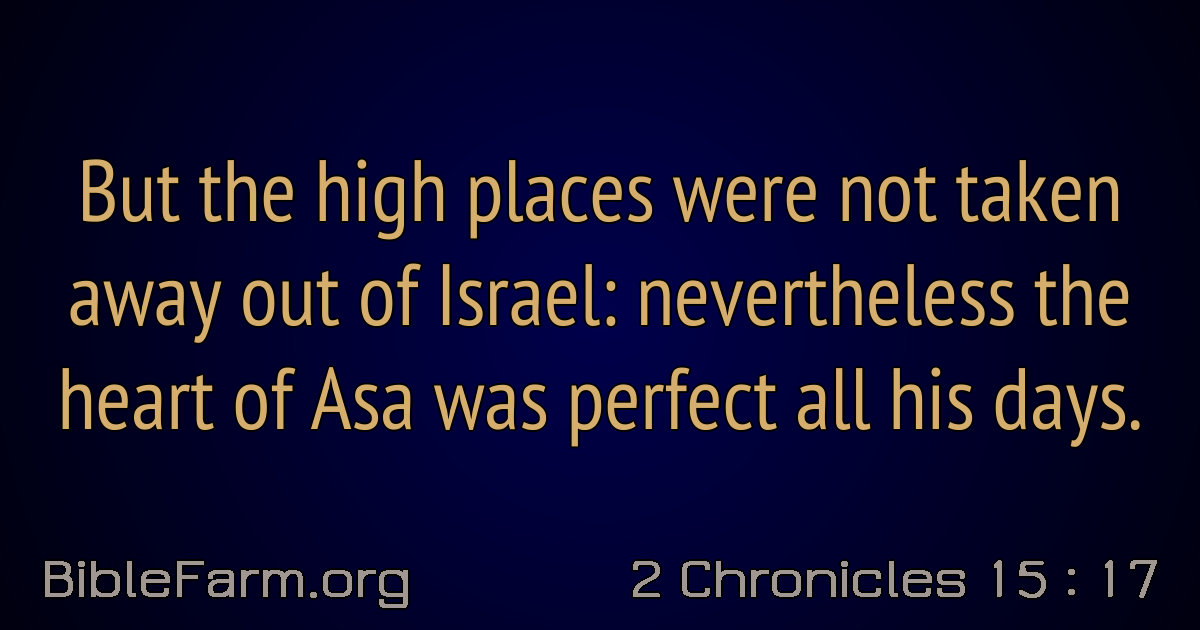 But the high places were not taken
away out of Israel: nevertheless the
heart of Asa was perfect all his days.
BibleFarm.org
2 Chronicles 15 : 17